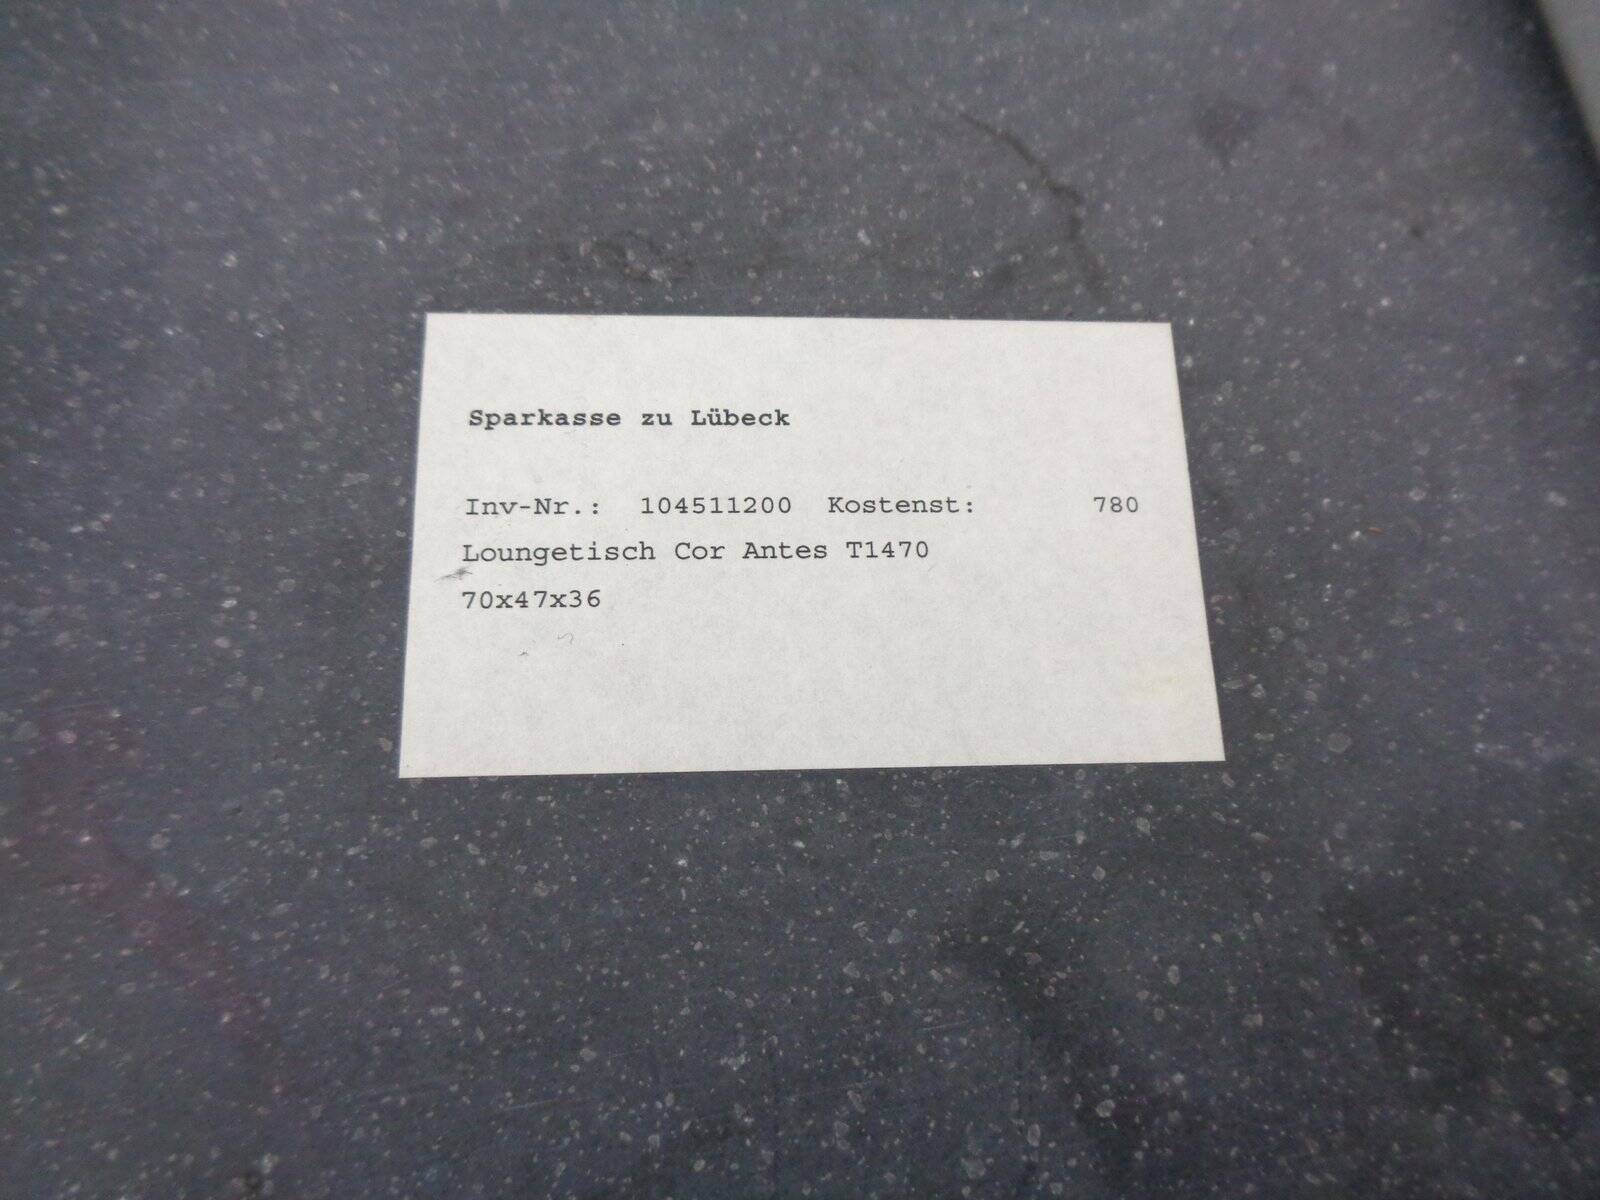 Sparkasse zu Lübeck
Inv-Nr.: 104511200 Kostenst: 780
Loungetisch Cor Antes T1470
70x47x36